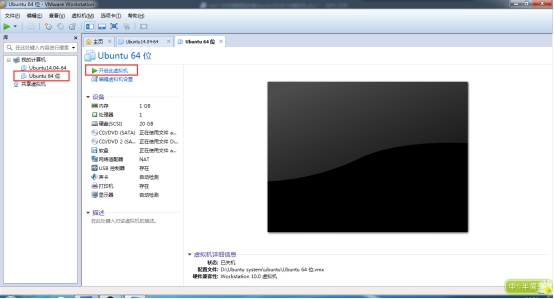 Ubuntu 64 位 - VMware Workstation
文件(F) 编辑(E) 查看(V) 虚拟机(M) 选项卡(T) 帮助(H)
库
在此处键入内容进行搜索
我的计算机
Ubuntu14.04-64
Ubuntu 64 位
共享虚拟机
主页 Ubuntu14.04-64 Ubuntu 64 位
Ubuntu 64 位
开启此虚拟机
编辑虚拟机设置
设备
内存 1 GB
处理器 1
硬盘(SCSI) 20 GB
CD/DVD (SATA) 正在使用文件 a...
CD/DVD 2 (SA... 正在使用文件 D...
软盘 正在使用文件 a...
网络适配器 NAT
USB 控制器 存在
声卡 自动检测
打印机 存在
显示器 自动检测
描述
在此处键入对该虚拟机的描述。
虚拟机详细信息
状态: 已关机
配置文件: D:\Ubuntu system\ubuntu\Ubuntu 64 位.vmx
硬件兼容性: Workstation 10.0 虚拟机